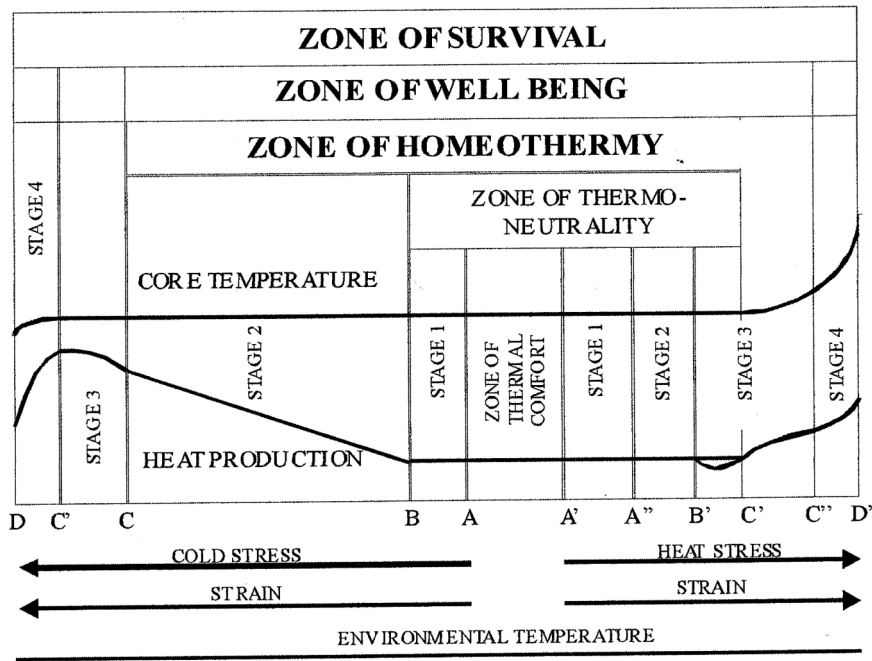 ZONE OF SURVIVAL
ZONE OF WELL BEING
ZONE OF HOMEOTHERMY
ZONE OF THERMO-
NEUTRALITY
STAGE 4
CORE TEMPERATURE
STAGE 3
STAGE 2
STAGE 1
ZONE OF
THERMAL
COMFORT
STAGE 1
STAGE 2
STAGE 3
STAGE 4
HEAT PRODUCTION
D C' C B A A' A'' B' C' C'' D'
COLD STRESS HEAT STRESS
STRAIN STRAIN
ENVIRONMENTAL TEMPERATURE